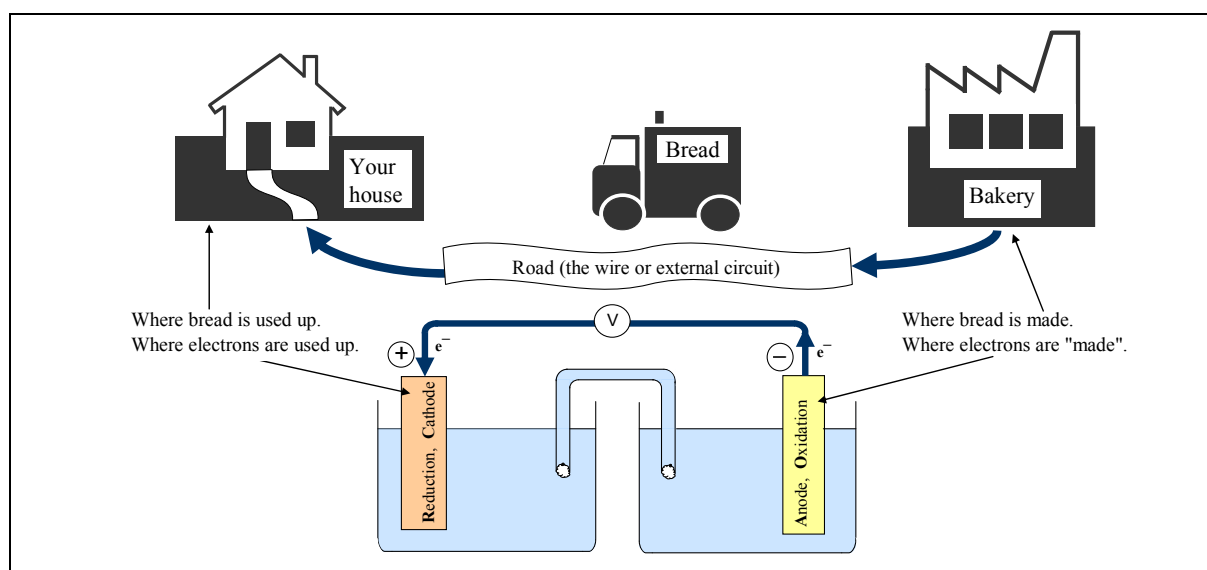 Your
house
Bread
Bakery
Road (the wire or external circuit)
Where bread is used up.
Where electrons are used up.
Where bread is made.
Where electrons are "made".
V
+
e⁻
−
e⁻
Reduction, Cathode
Anode, Oxidation